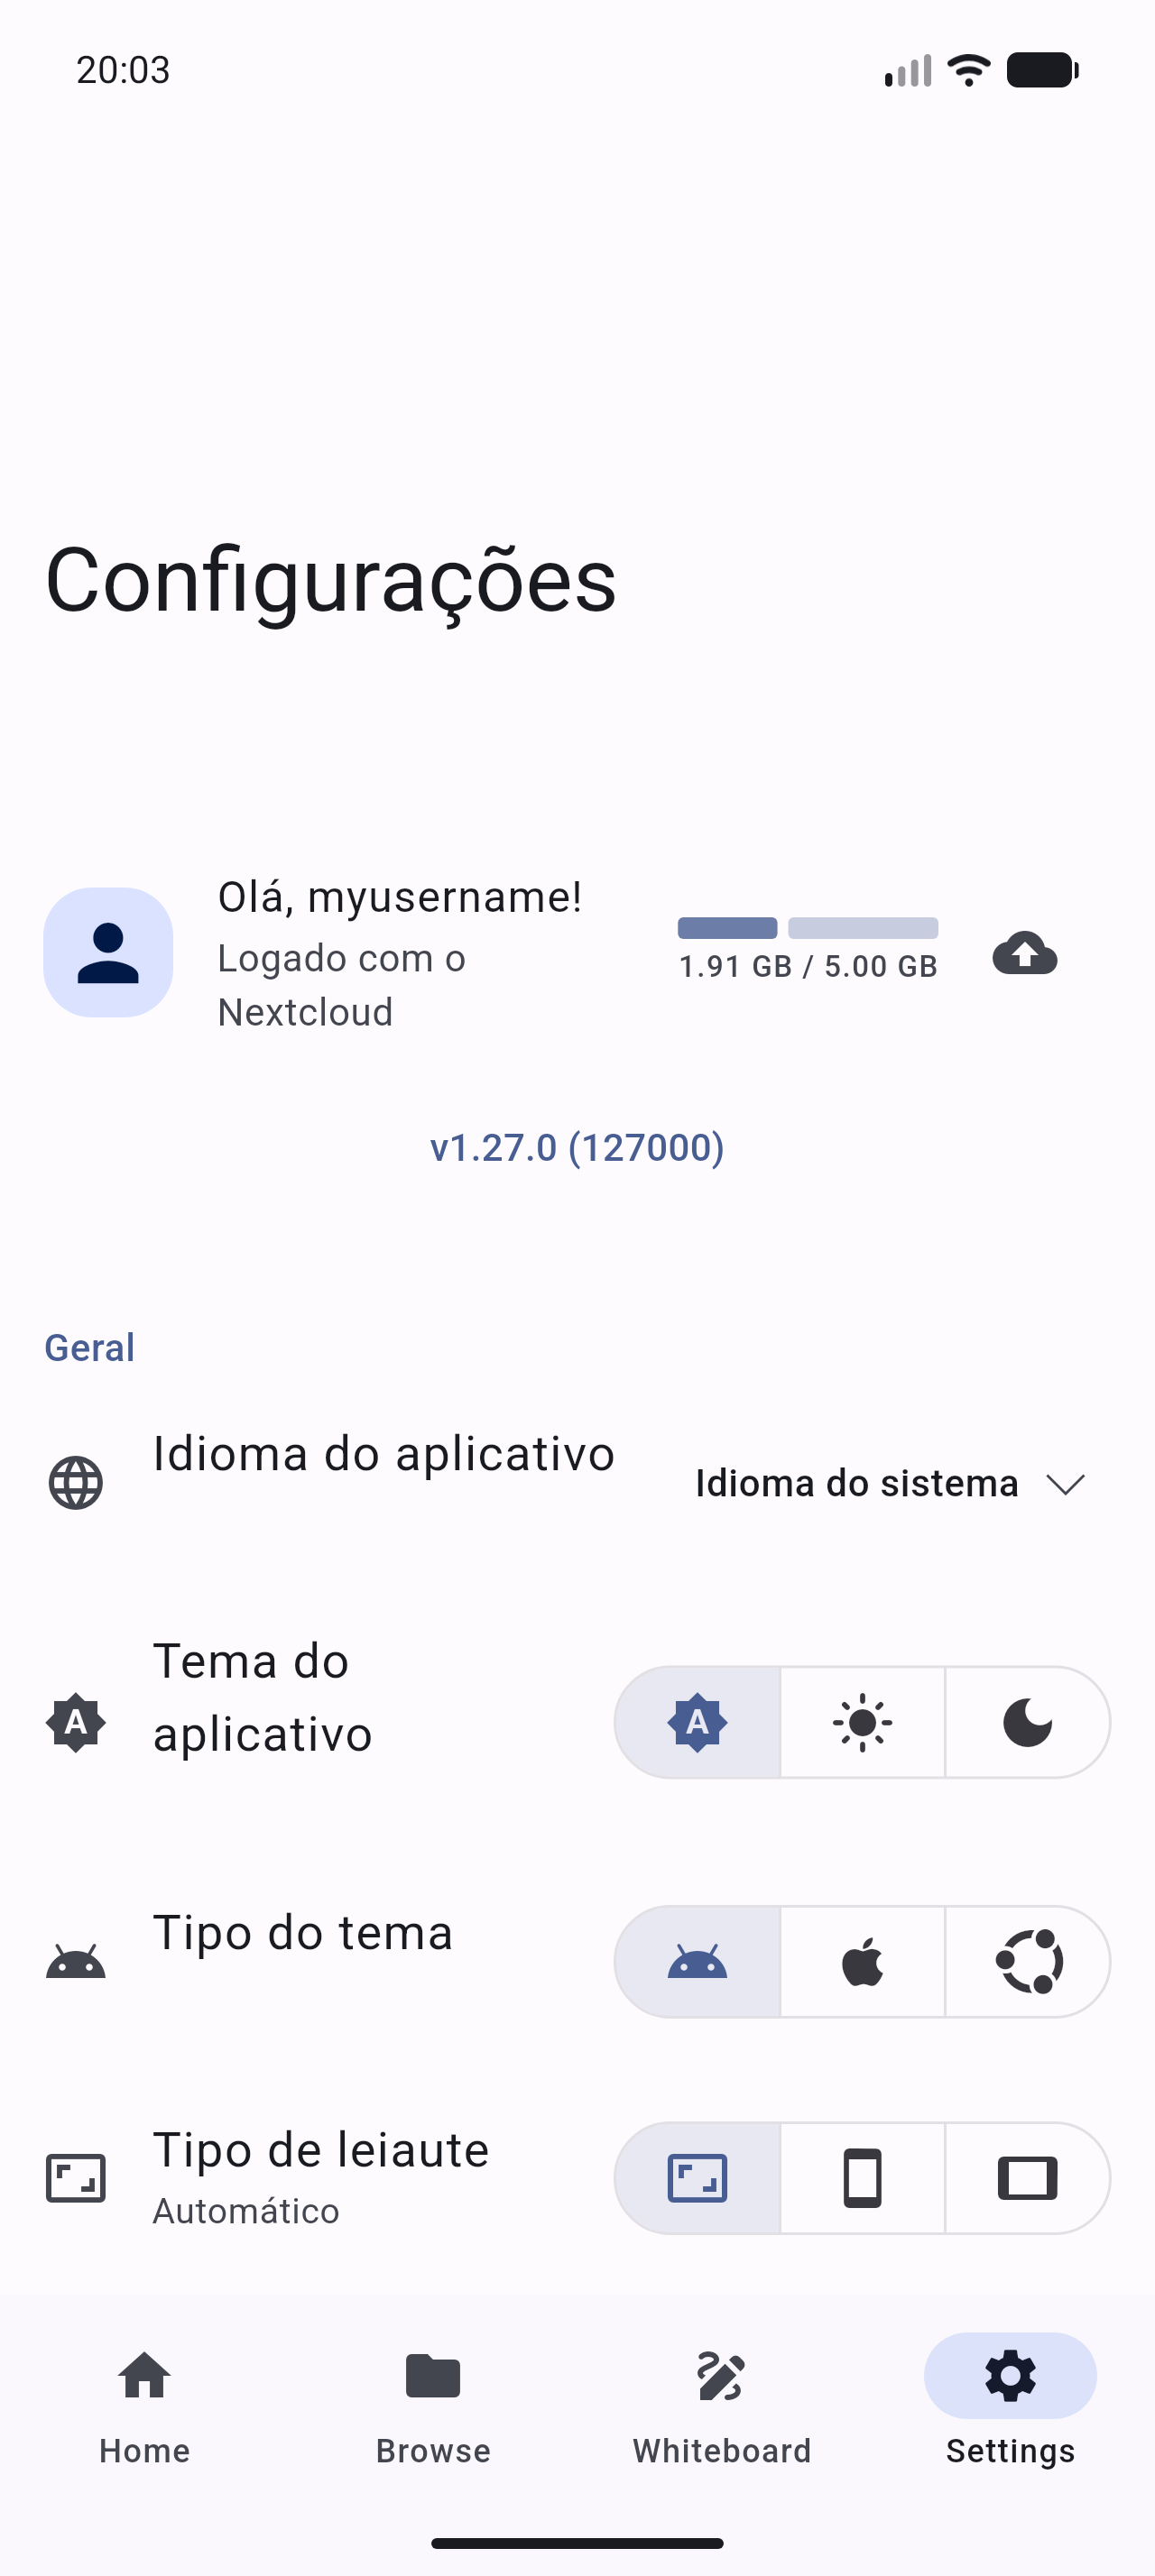 20:03
Configurações
Olá, myusername!
Logado com o
Nextcloud
1.91 GB / 5.00 GB
v1.27.0 (127000)
Geral
Idioma do aplicativo
Idioma do sistema
Tema do
aplicativo
A
A
Tipo do tema
Tipo de leiaute
Automático
Home
Browse
Whiteboard
Settings